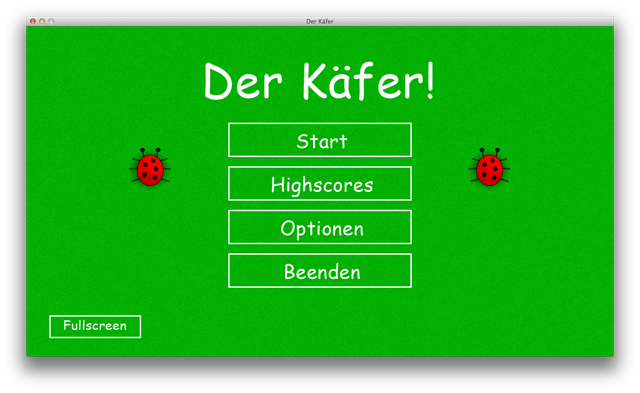 Der Käfer
Der Käfer!
Start
Highscores
Optionen
Beenden
Fullscreen